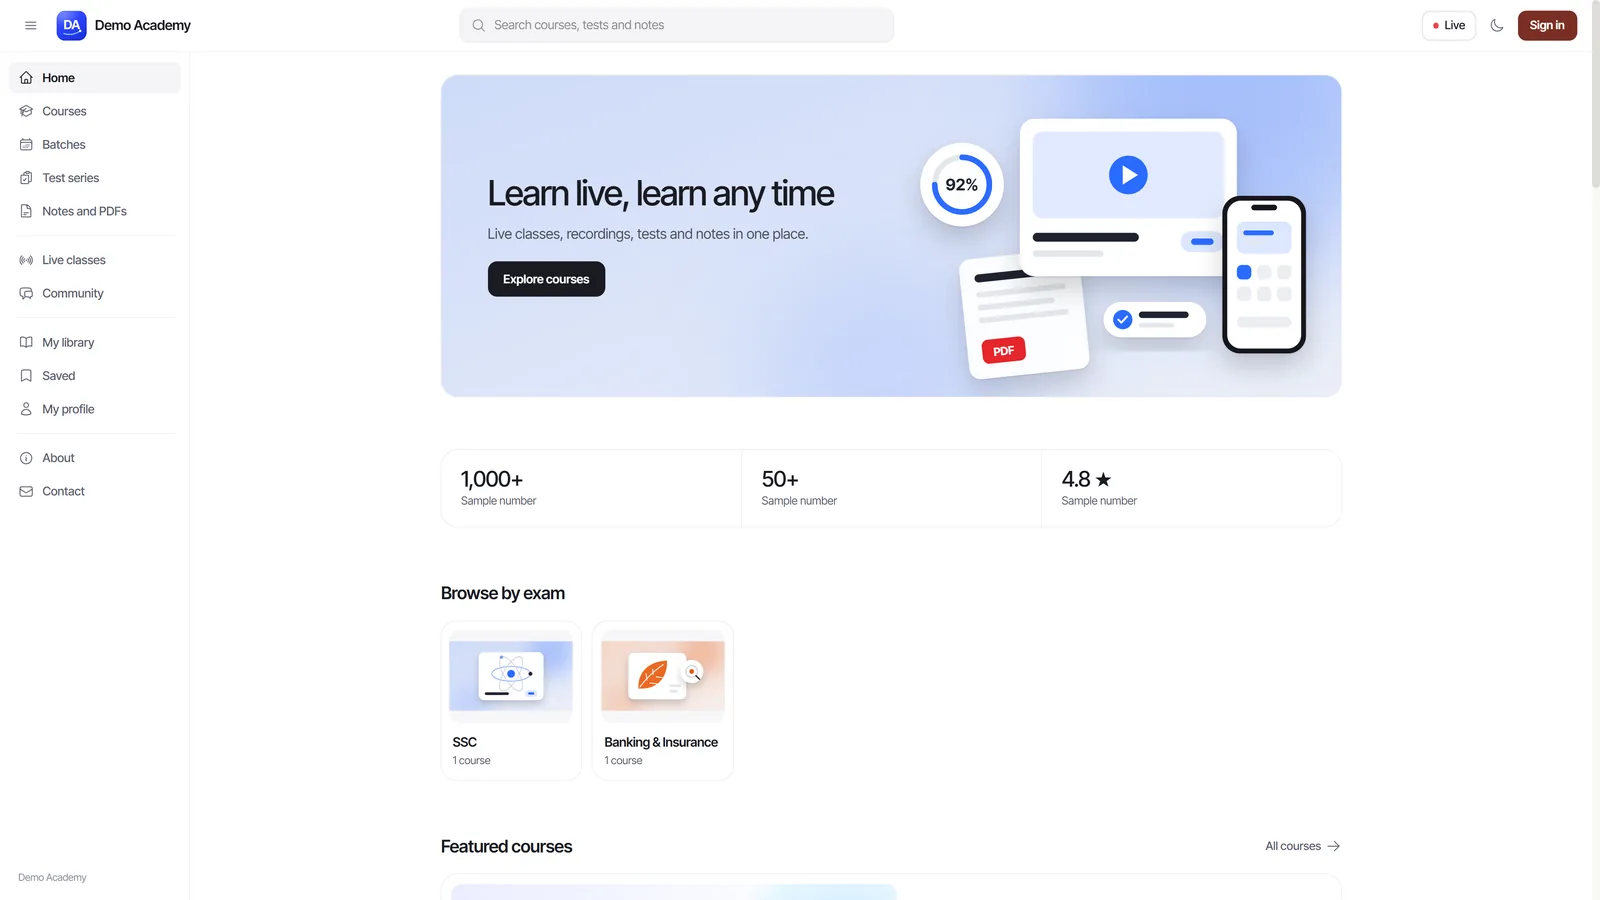 DA
Demo Academy
Search courses, tests and notes
Live
Sign in
Home
Courses
Batches
Test series
Notes and PDFs
Live classes
Community
My library
Saved
My profile
About
Contact
Demo Academy
Learn live, learn any time
Live classes, recordings, tests and notes in one place.
Explore courses
92%
PDF
1,000+
Sample number
50+
Sample number
4.8 ★
Sample number
Browse by exam
SSC
1 course
Banking & Insurance
1 course
Featured courses
All courses